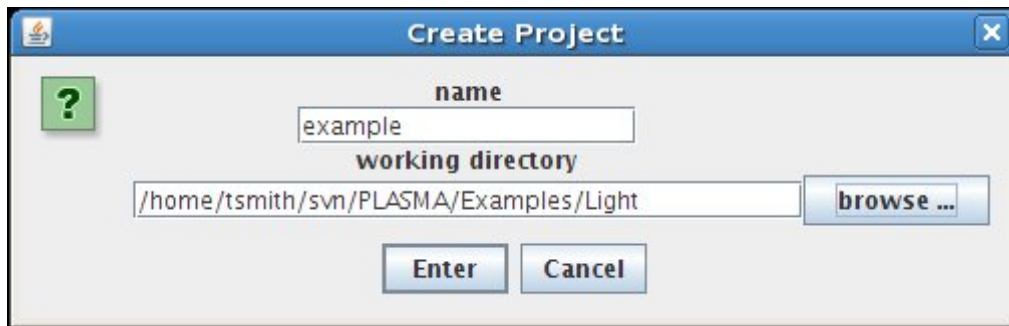 Create Project
?
name
example
working directory
/home/tsmith/svn/PLASMA/Examples/Light
browse ...
Enter
Cancel